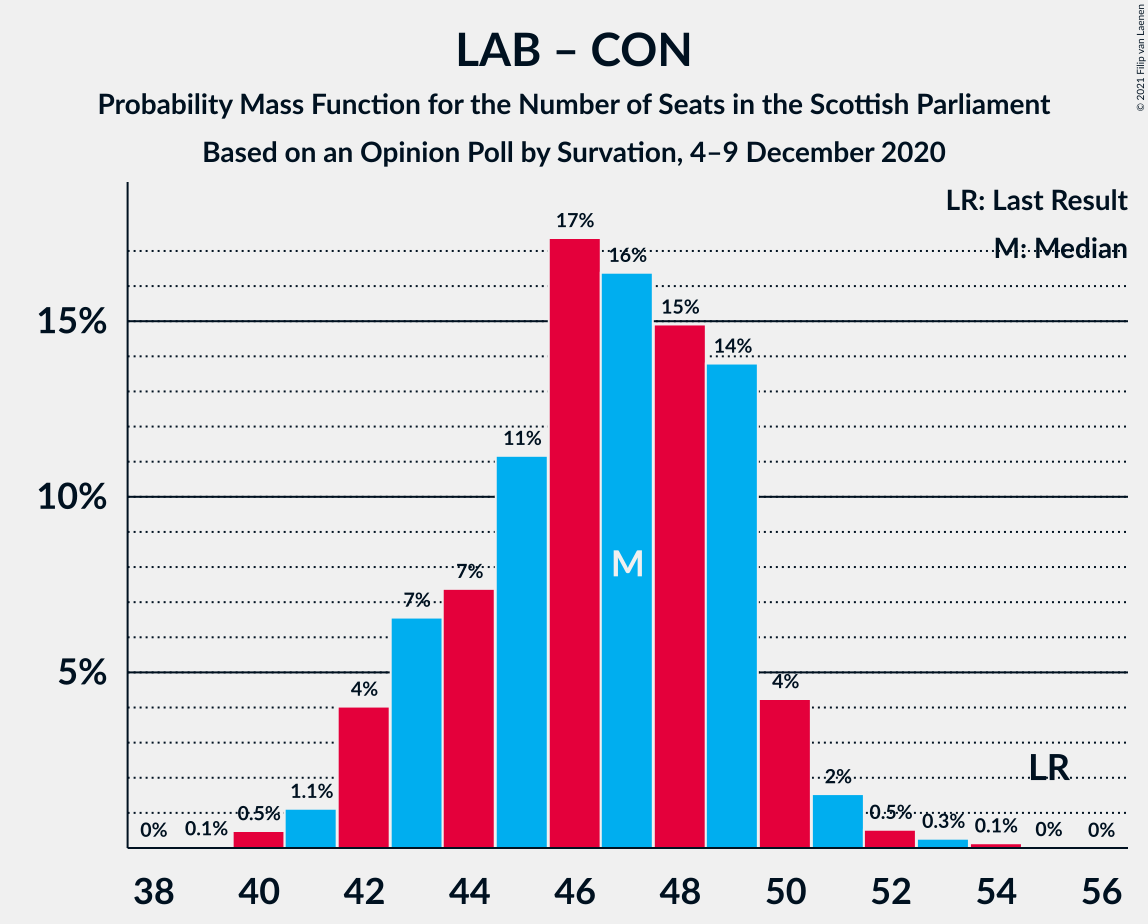 LAB – CON
Probability Mass Function for the Number of Seats in the Scottish Parliament
Based on an Opinion Poll by Survation, 4–9 December 2020
© 2021 Filip van Laenen
LR: Last Result
M: Median
17%
16%
15%
15%
14%
11%
10%
M
7%
7%
5%
4%
4%
LR
2%
1.1%
0.5%
0.5%
0.3%
0.1%
0.1%
0%
0%
0%
38 40 42 44 46 48 50 52 54 56